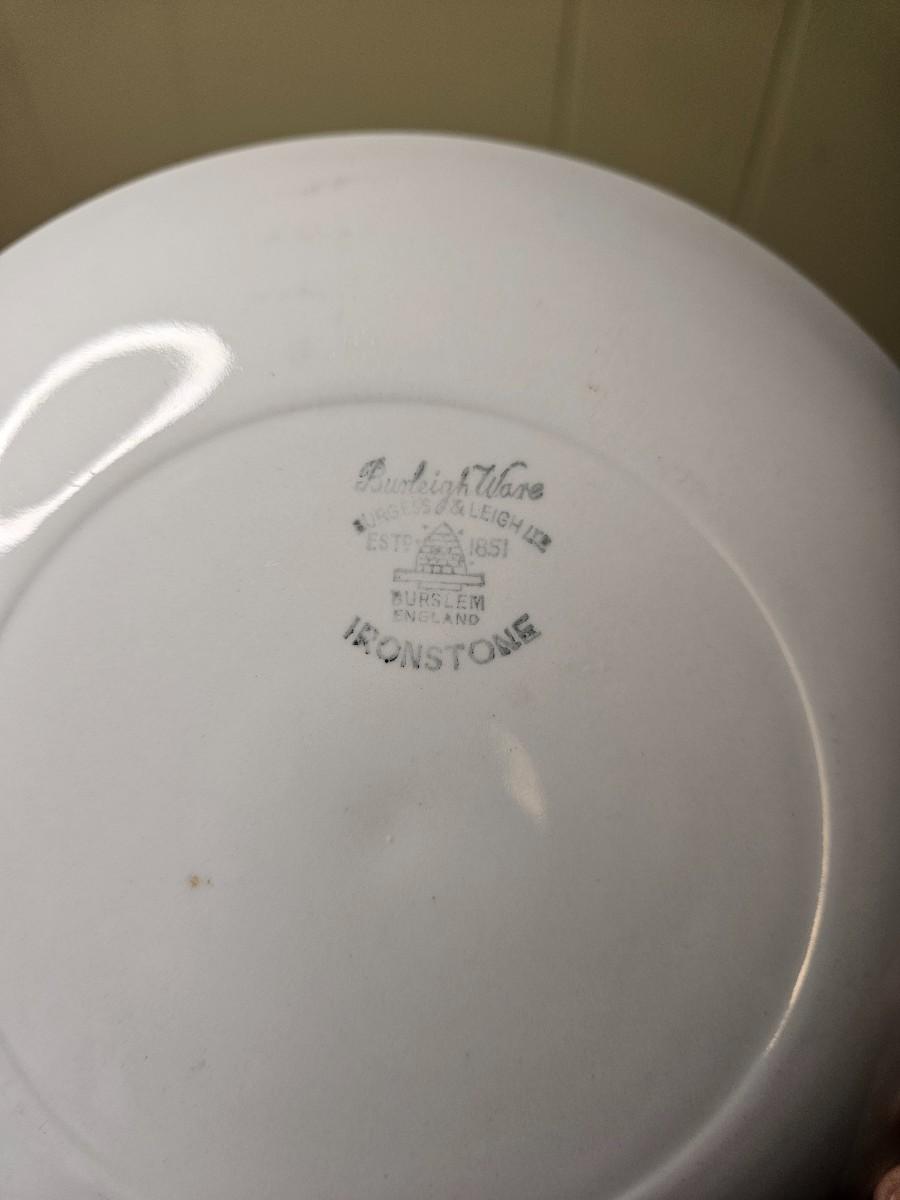 Burleigh Ware
BURGESS & LEIGH LTD
ESTD 1851
BURSLEM
ENGLAND
IRONSTONE